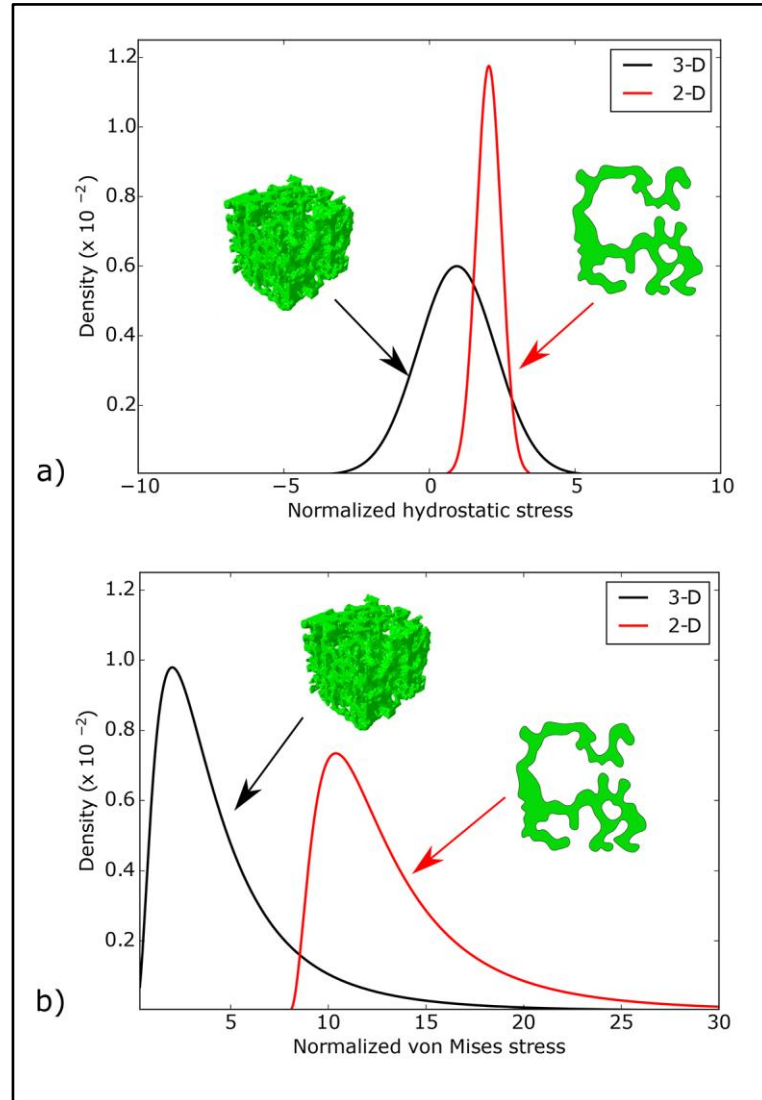 1.2
1.0
0.8
0.6
0.4
0.2
Density (x 10 ⁻²)
3-D
2-D
a)
−10
−5
0
5
10
Normalized hydrostatic stress
1.2
1.0
0.8
0.6
0.4
0.2
Density (x 10 ⁻²)
3-D
2-D
b)
5
10
15
20
25
30
Normalized von Mises stress